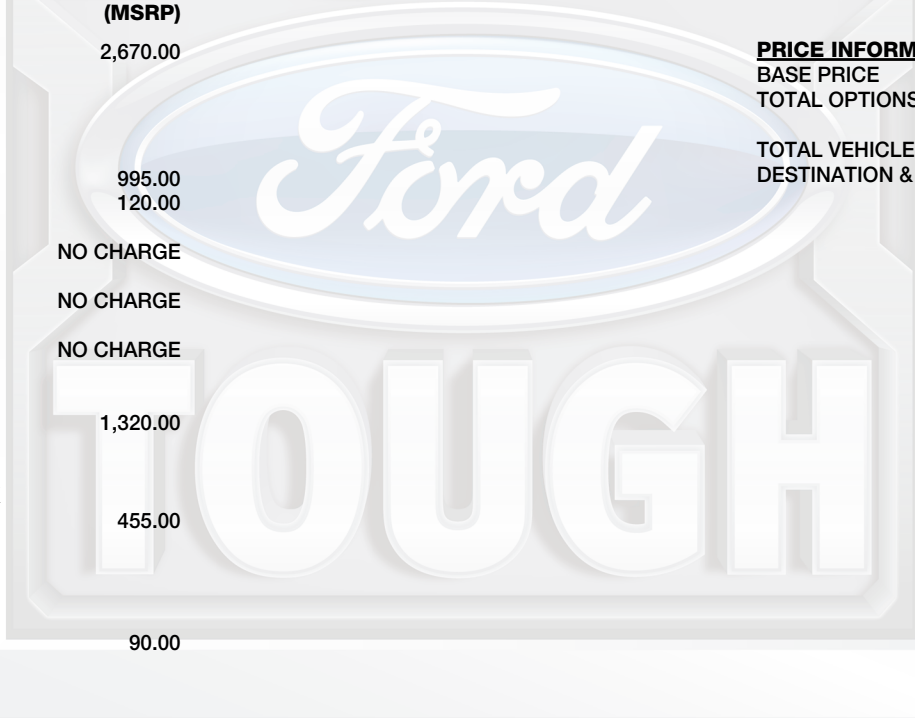 (MSRP)
2,670.00
995.00
120.00
NO CHARGE
NO CHARGE
NO CHARGE
1,320.00
455.00
90.00
PRICE INFORM
BASE PRICE
TOTAL OPTIONS
TOTAL VEHICLE
DESTINATION &
Ford
TOUGH